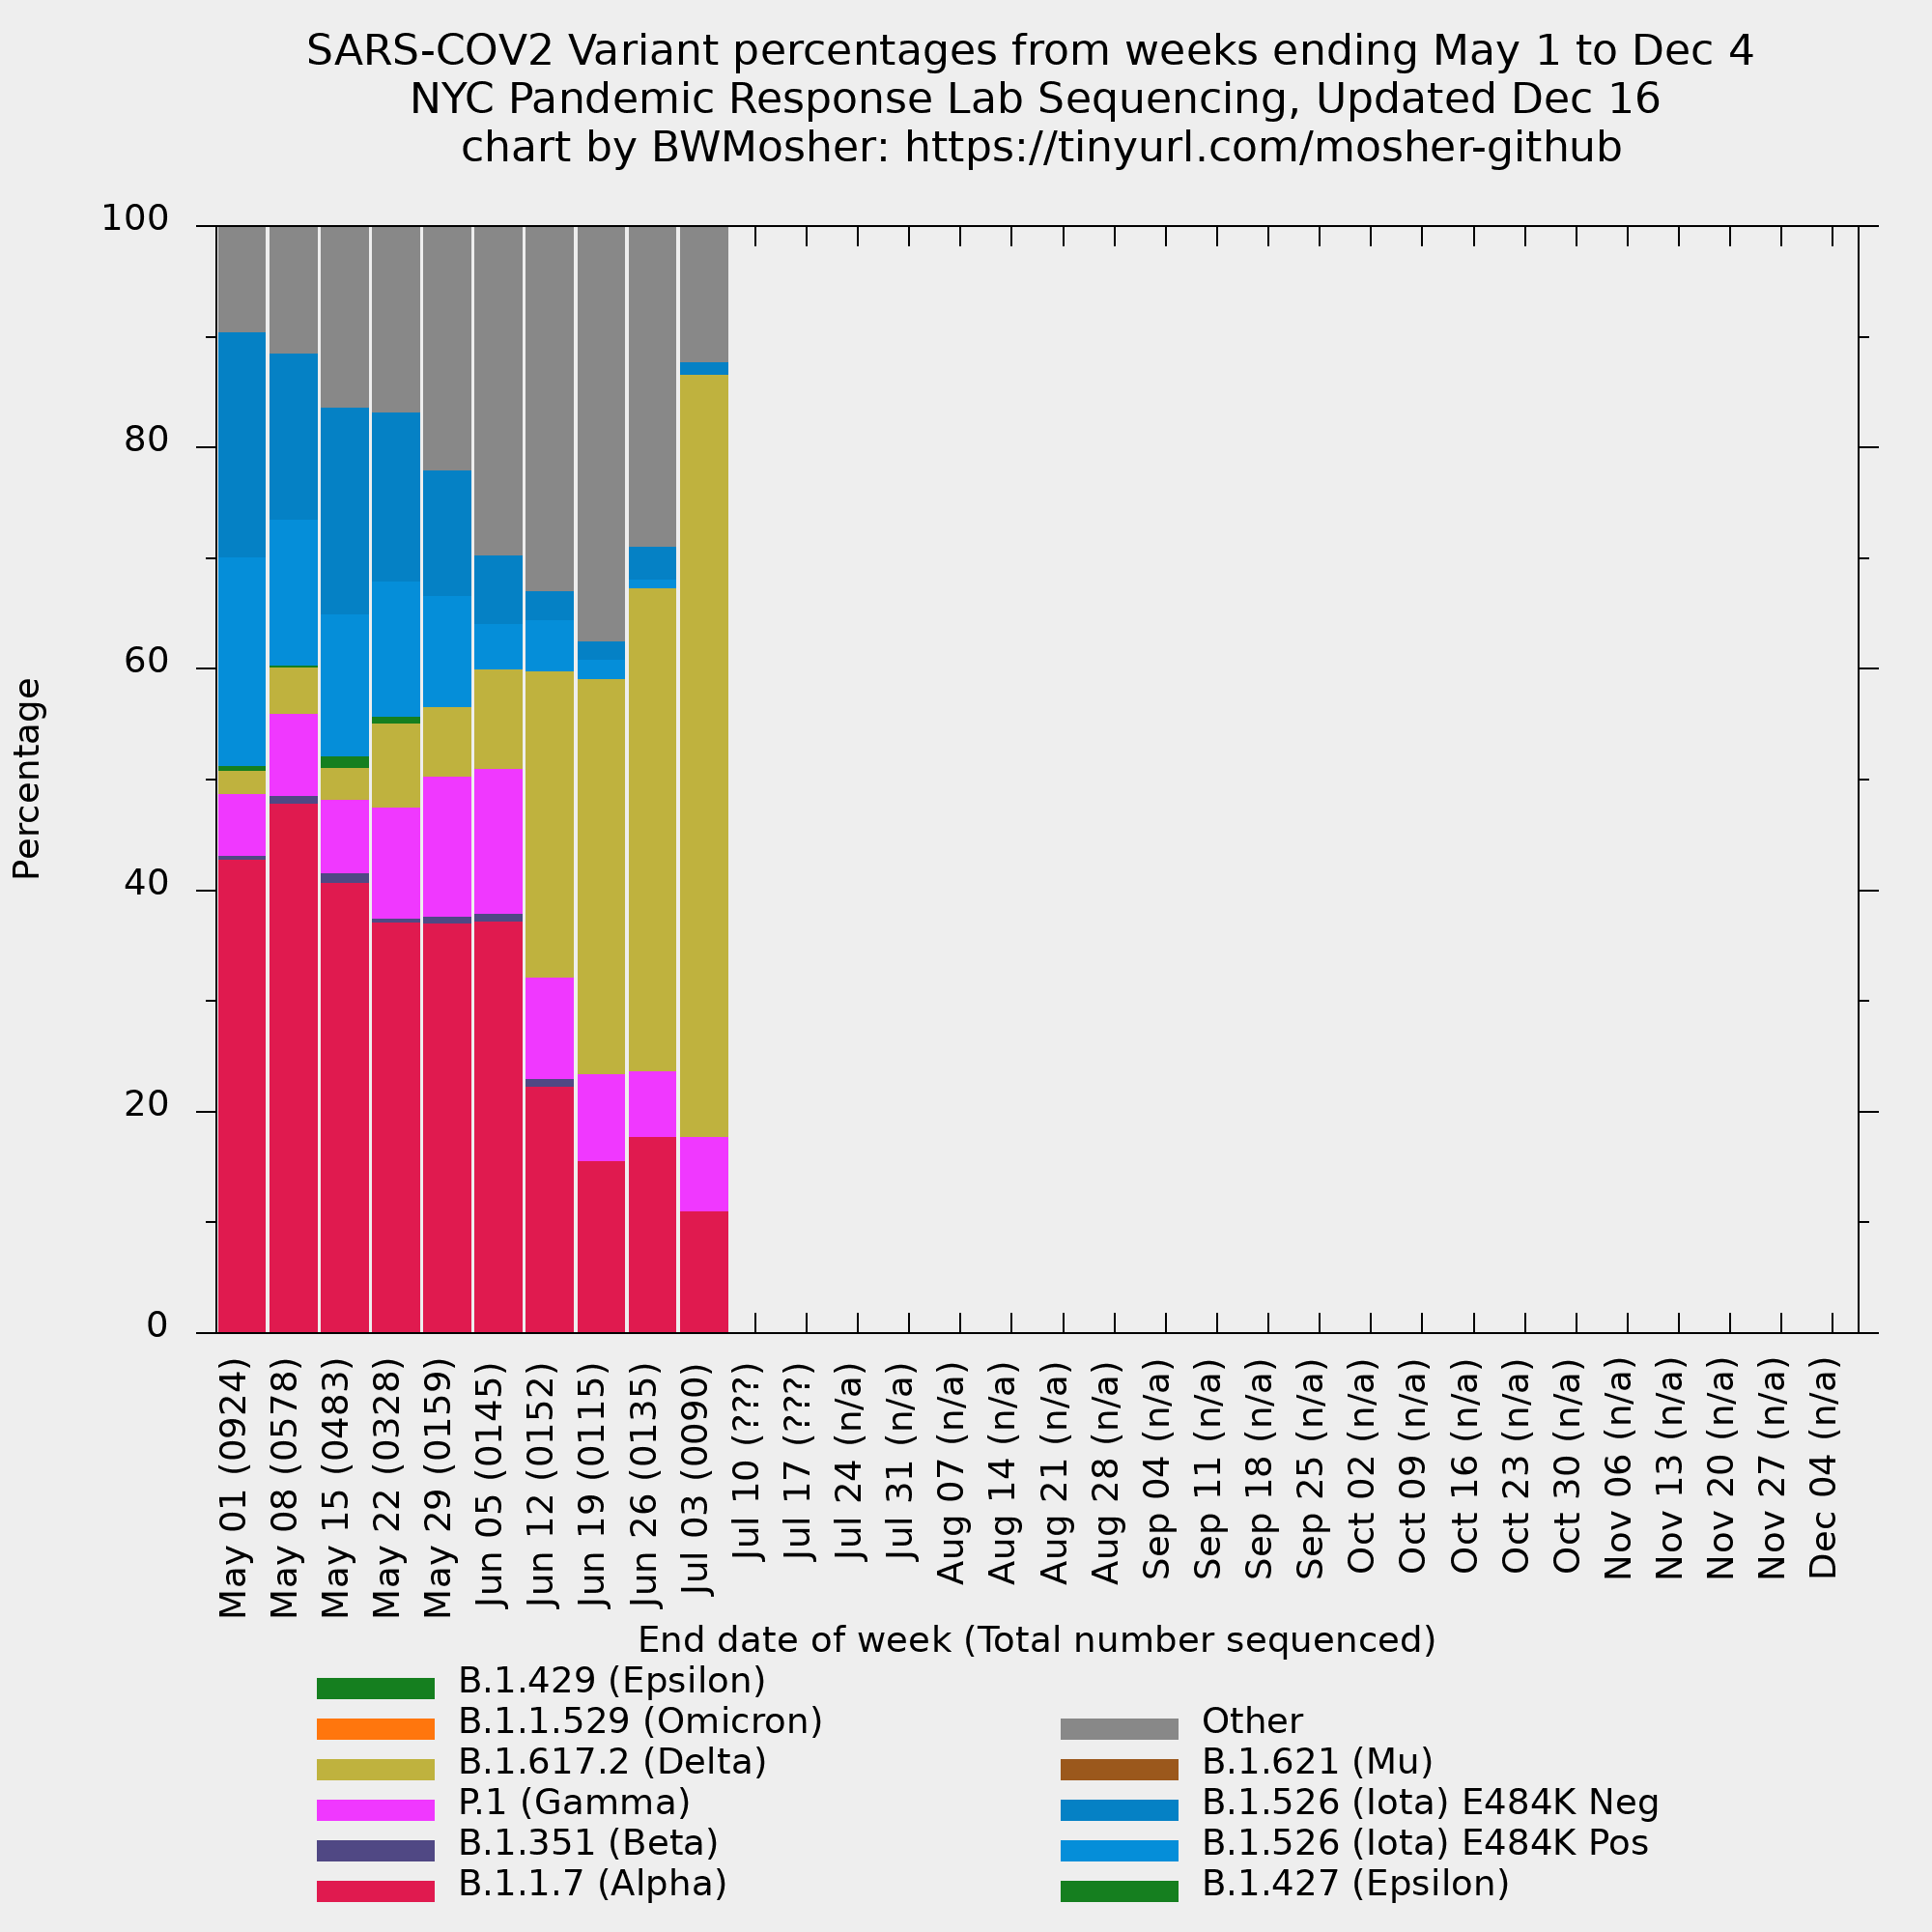 SARS-COV2 Variant percentages from weeks ending May 1 to Dec 4
NYC Pandemic Response Lab Sequencing, Updated Dec 16
chart by BWMosher: https://tinyurl.com/mosher-github
100
80
60
40
20
0
Percentage
May 01 (0924)
May 08 (0578)
May 15 (0483)
May 22 (0328)
May 29 (0159)
Jun 05 (0145)
Jun 12 (0152)
Jun 19 (0115)
Jun 26 (0135)
Jul 03 (0090)
Jul 10 (???)
Jul 17 (???)
Jul 24 (n/a)
Jul 31 (n/a)
Aug 07 (n/a)
Aug 14 (n/a)
Aug 21 (n/a)
Aug 28 (n/a)
Sep 04 (n/a)
Sep 11 (n/a)
Sep 18 (n/a)
Sep 25 (n/a)
Oct 02 (n/a)
Oct 09 (n/a)
Oct 16 (n/a)
Oct 23 (n/a)
Oct 30 (n/a)
Nov 06 (n/a)
Nov 13 (n/a)
Nov 20 (n/a)
Nov 27 (n/a)
Dec 04 (n/a)
End date of week (Total number sequenced)
B.1.429 (Epsilon)
B.1.1.529 (Omicron)
B.1.617.2 (Delta)
P.1 (Gamma)
B.1.351 (Beta)
B.1.1.7 (Alpha)
Other
B.1.621 (Mu)
B.1.526 (Iota) E484K Neg
B.1.526 (Iota) E484K Pos
B.1.427 (Epsilon)